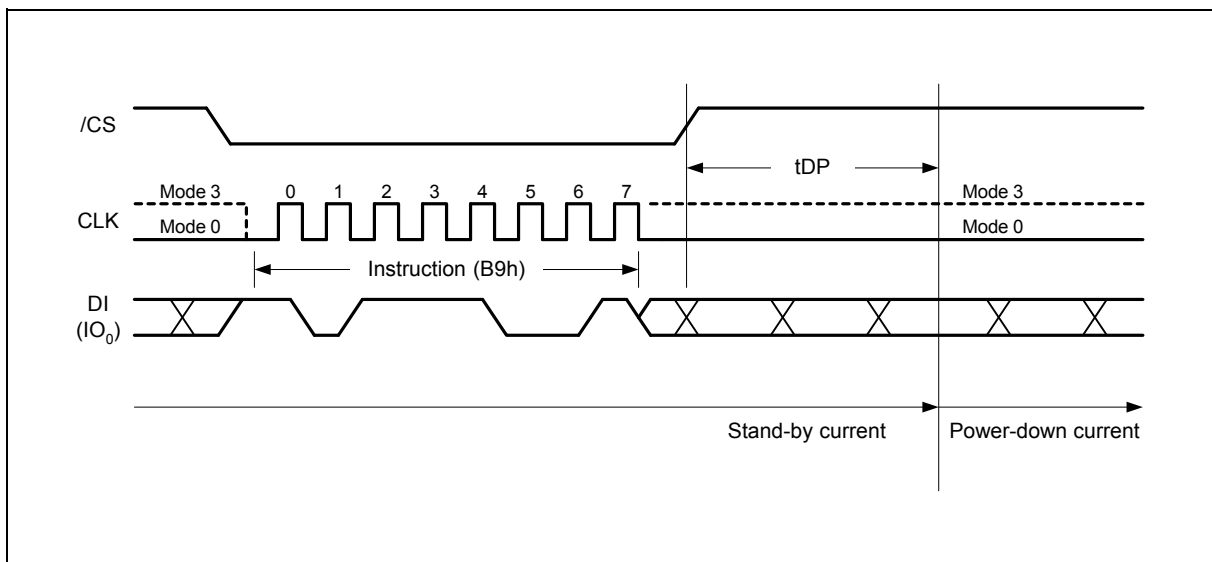 /CS
tDP
Mode 3 0 1 2 3 4 5 6 7 Mode 3
CLK
Mode 0 Mode 0
Instruction (B9h)
DI
(IO0)
Stand-by current Power-down current